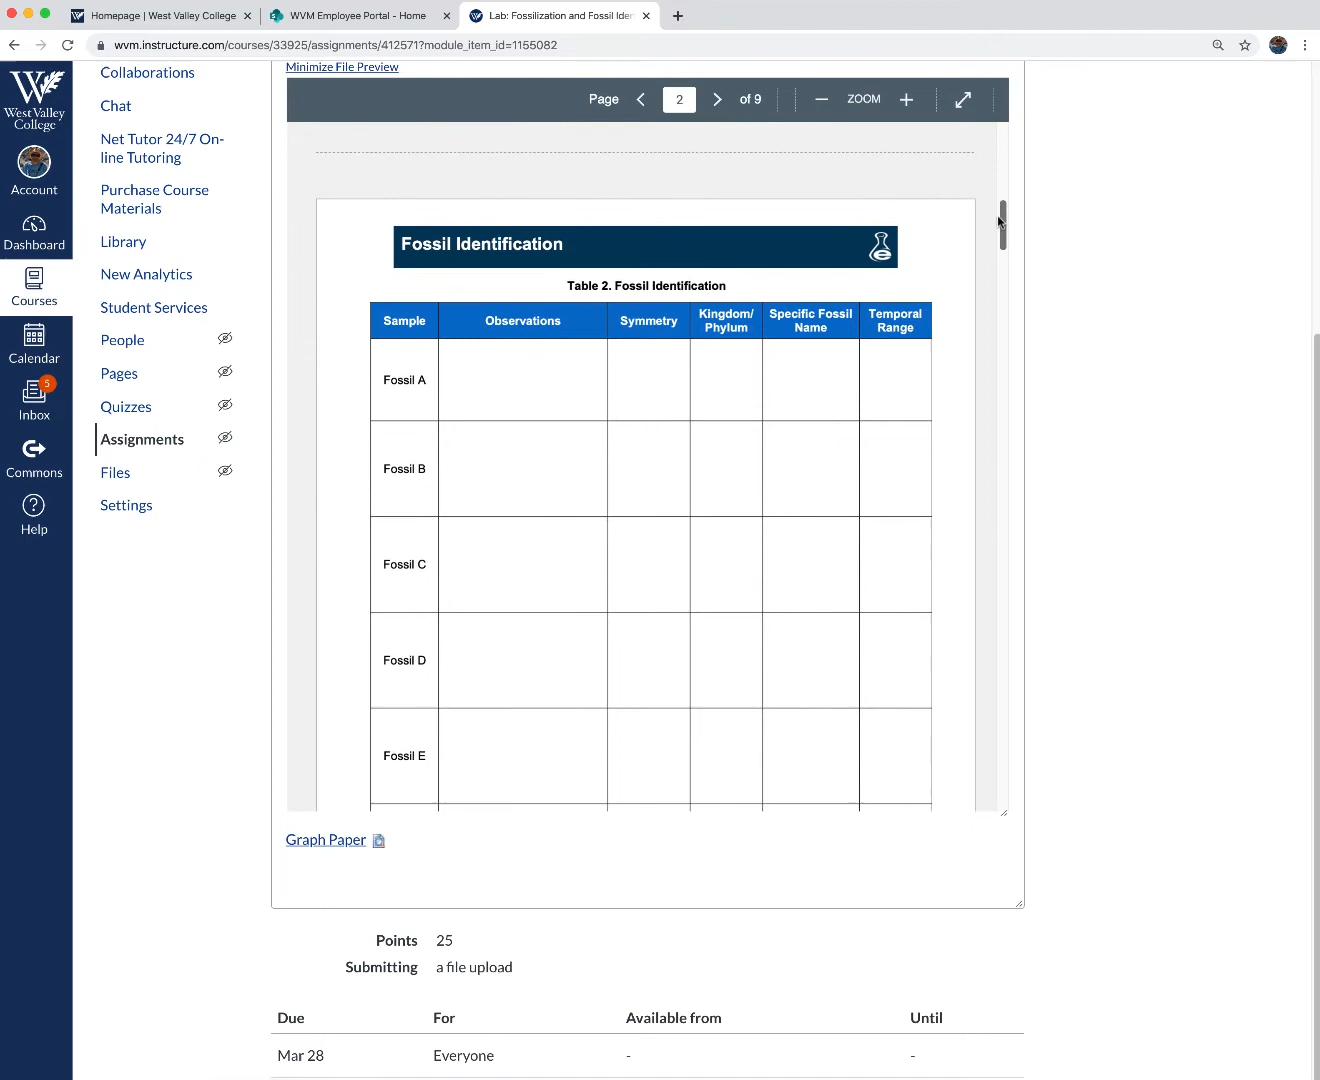 Homepage | West Valley College
WVM Employee Portal - Home
Lab: Fossilization and Fossil Iden
wvm.instructure.com/courses/33925/assignments/412571?module_item_id=1155082
West Valley
College
Account
Dashboard
Courses
Calendar
5
Inbox
Commons
Help
Collaborations
Chat
Net Tutor 24/7 On-
line Tutoring
Purchase Course
Materials
Library
New Analytics
Student Services
People
Pages
Quizzes
Assignments
Files
Settings
Minimize File Preview
Page 2 of 9 ZOOM
Fossil Identification
Table 2. Fossil Identification
Sample Observations Symmetry Kingdom/ Phylum Specific Fossil Name Temporal Range
Fossil A
Fossil B
Fossil C
Fossil D
Fossil E
Graph Paper
Points 25
Submitting a file upload
Due For Available from Until
Mar 28 Everyone - -